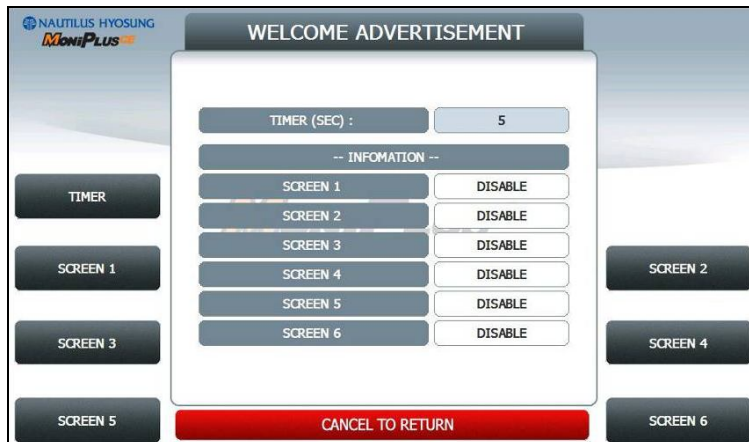 NAUTILUS HYOSUNG
MoniPlusCE
WELCOME ADVERTISEMENT
TIMER (SEC) : 5
-- INFOMATION --
SCREEN 1 DISABLE
SCREEN 2 DISABLE
SCREEN 3 DISABLE
SCREEN 4 DISABLE
SCREEN 5 DISABLE
SCREEN 6 DISABLE
TIMER
SCREEN 1
SCREEN 2
SCREEN 3
SCREEN 4
SCREEN 5
CANCEL TO RETURN
SCREEN 6